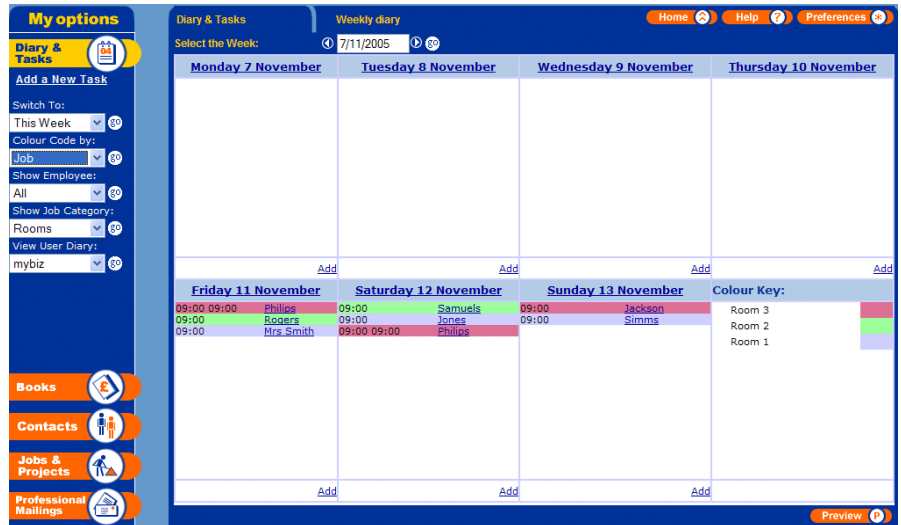 My options
Diary &
Tasks
04
Add a New Task
Switch To:
This Week go
Colour Code by:
Job go
Show Employee:
All go
Show Job Category:
Rooms go
View User Diary:
mybiz go
Books £
Contacts
Jobs &
Projects
Professional
Mailings
Diary & Tasks Weekly diary Home Help ? Preferences
Select the Week: 7/11/2005 go
Monday 7 November Tuesday 8 November Wednesday 9 November Thursday 10 November
Add Add Add Add
Friday 11 November Saturday 12 November Sunday 13 November Colour Key:
09:00 09:00 Philips 09:00 Samuels 09:00 Jackson Room 3
09:00 Rogers 09:00 Jones 09:00 Simms Room 2
09:00 Mrs Smith 09:00 09:00 Philips Room 1
Add Add Add
Preview P